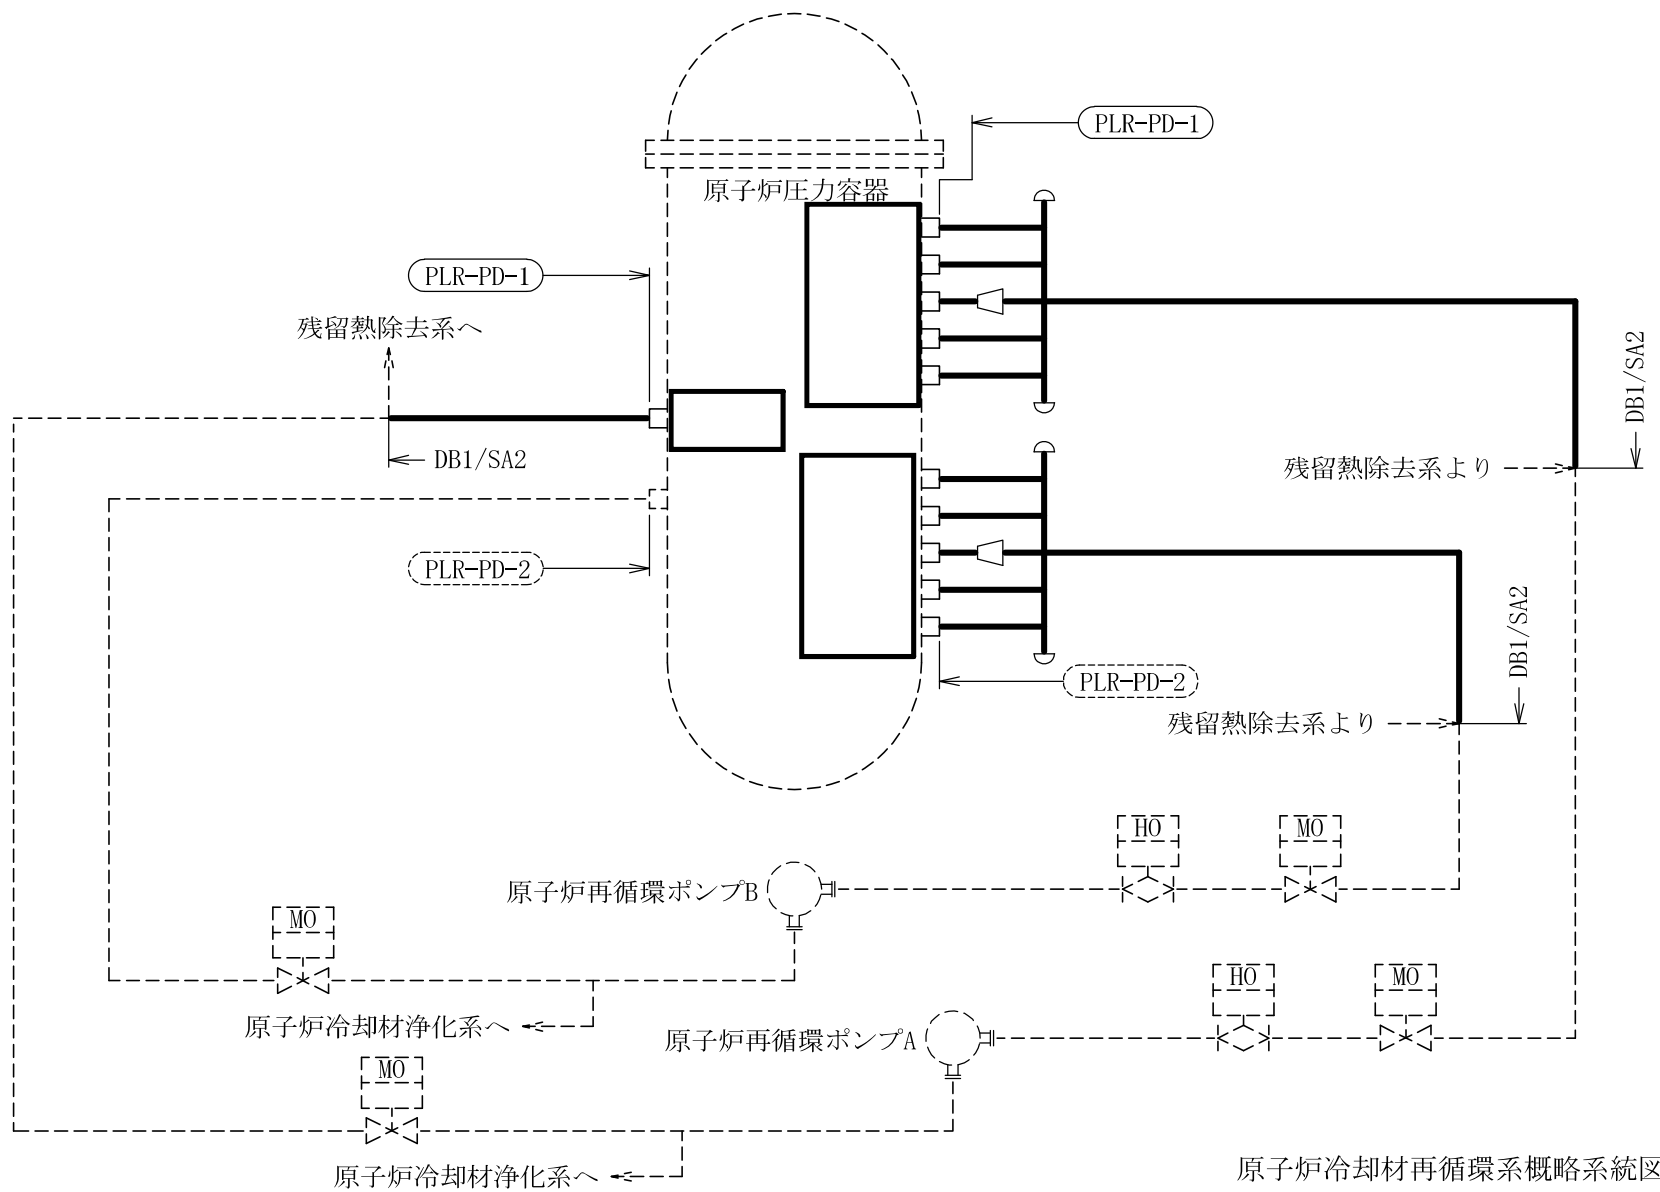 PLR-PD-1
原子炉圧力容器
PLR-PD-1
残留熱除去系へ
DB1/SA2
DB1/SA2
残留熱除去系より
PLR-PD-2
DB1/SA2
PLR-PD-2
残留熱除去系より
HO
MO
原子炉再循環ポンプB
MO
HO
MO
原子炉冷却材浄化系へ
原子炉再循環ポンプA
MO
原子炉冷却材浄化系へ
原子炉冷却材再循環系概略系統図